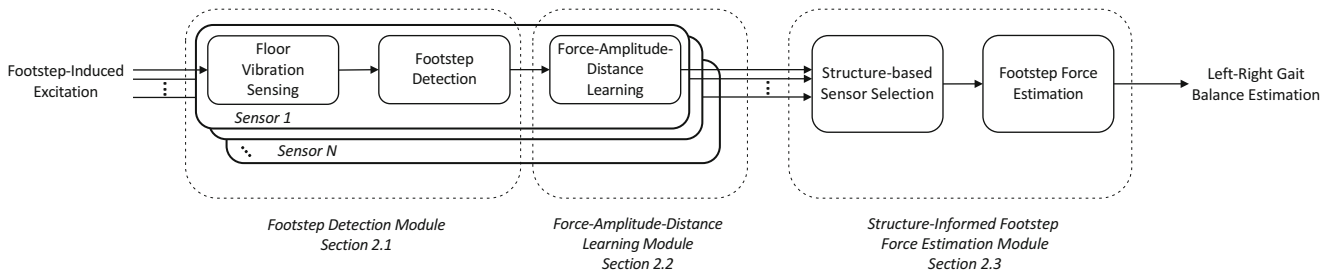 Footstep-Induced
Excitation
Floor
Vibration
Sensing
Footstep
Detection
Force-Amplitude-
Distance
Learning
Sensor 1
Sensor N
Structure-based
Sensor Selection
Footstep Force
Estimation
Left-Right Gait
Balance Estimation
Footstep Detection Module
Section 2.1
Force-Amplitude-Distance
Learning Module
Section 2.2
Structure-Informed Footstep
Force Estimation Module
Section 2.3